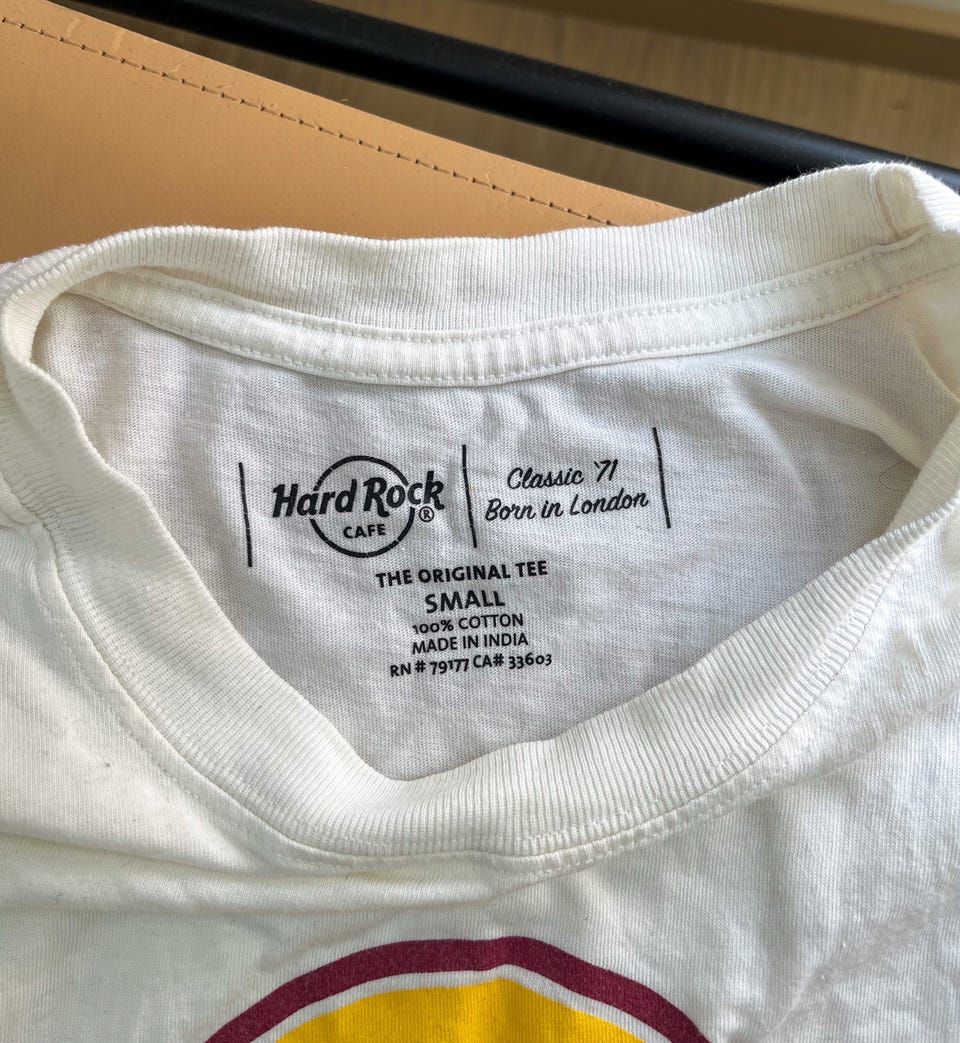 Hard Rock®
CAFE
Classic '71
Born in London
THE ORIGINAL TEE
SMALL
100% COTTON
MADE IN INDIA
RN # 79177 CA# 33603